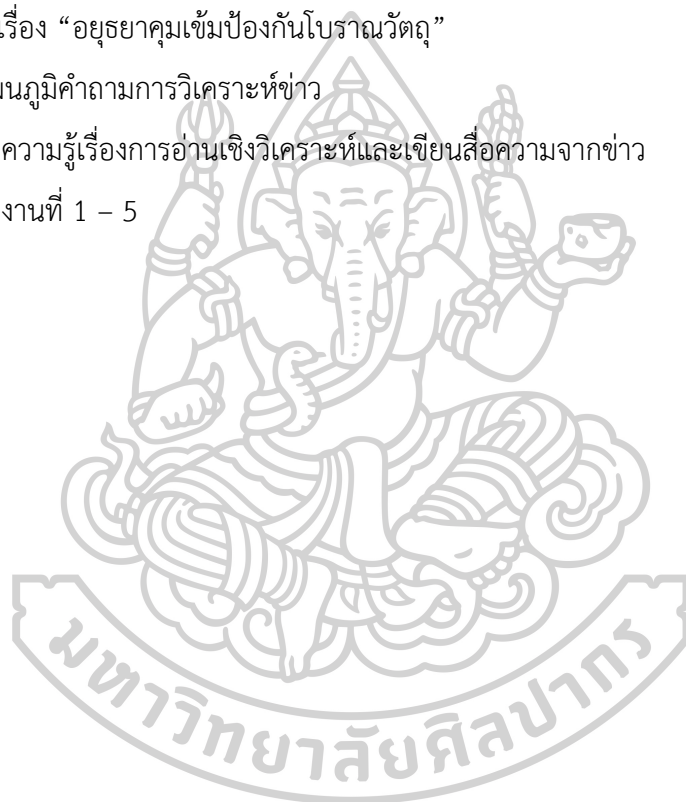 เรื่อง “อยุธยาคุมเข้มป้องกันโบราณวัตถุ”
นภูมิคำถามการวิเคราะห์ข่าว
ความรู้เรื่องการอ่านเชิงวิเคราะห์และเขียนสื่อความจากข่าว
งานที่ 1 – 5
มหาวิทยาลัยศิลปากร